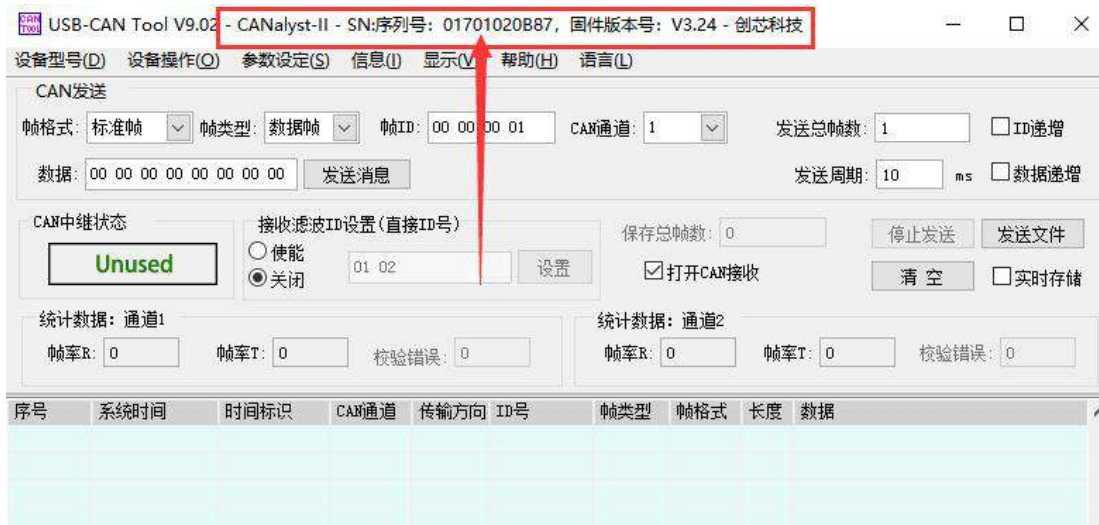 CAN TOOL USB-CAN Tool V9.02 - CANalyst-II - SN:序列号: 01701020B87, 固件版本号: V3.24 - 创芯科技
设备型号(D) 设备操作(O) 参数设定(S) 信息(I) 显示(V) 帮助(H) 语言(L)
CAN发送
帧格式: 标准帧 帧类型: 数据帧 帧ID: 00 00 00 01 CAN通道: 1 发送总帧数: 1 ID递增
数据: 00 00 00 00 00 00 00 00 发送消息 发送周期: 10 ms 数据递增
CAN中继状态 接收滤波ID设置(直接ID号) 保存总帧数: 0 停止发送 发送文件
Unused 使能 01 02 设置 打开CAN接收 清 空 实时存储
关闭
统计数据: 通道1 统计数据: 通道2
帧率R: 0 帧率T: 0 校验错误: 0 帧率R: 0 帧率T: 0 校验错误: 0
序号 系统时间 时间标识 CAN通道 传输方向 ID号 帧类型 帧格式 长度 数据